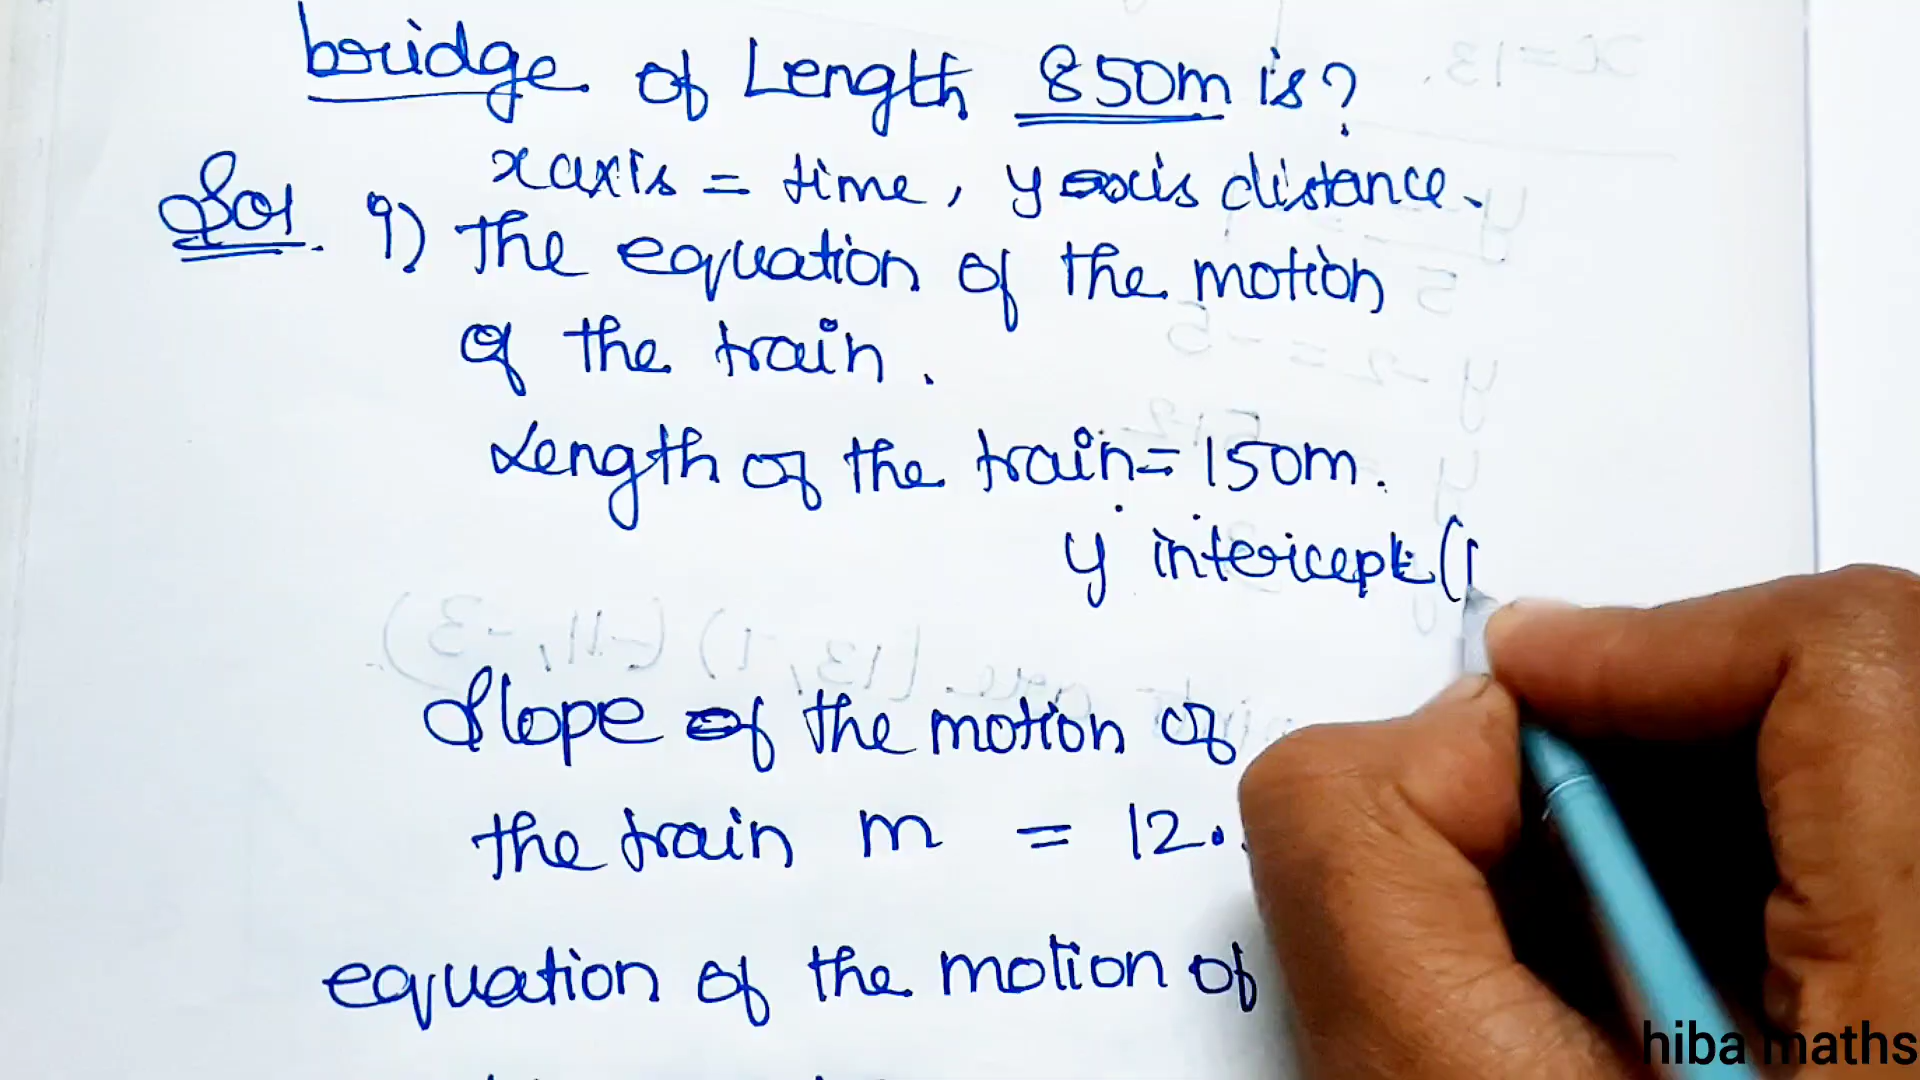 bridge of Length 850m is?
x axis = time, y axis distance.
Sol. i) The equation of the motion
of the train.
Length of the train = 150m.
y intercept (
Slope of the motion of
the train m = 12.
equation of the motion of
hiba maths